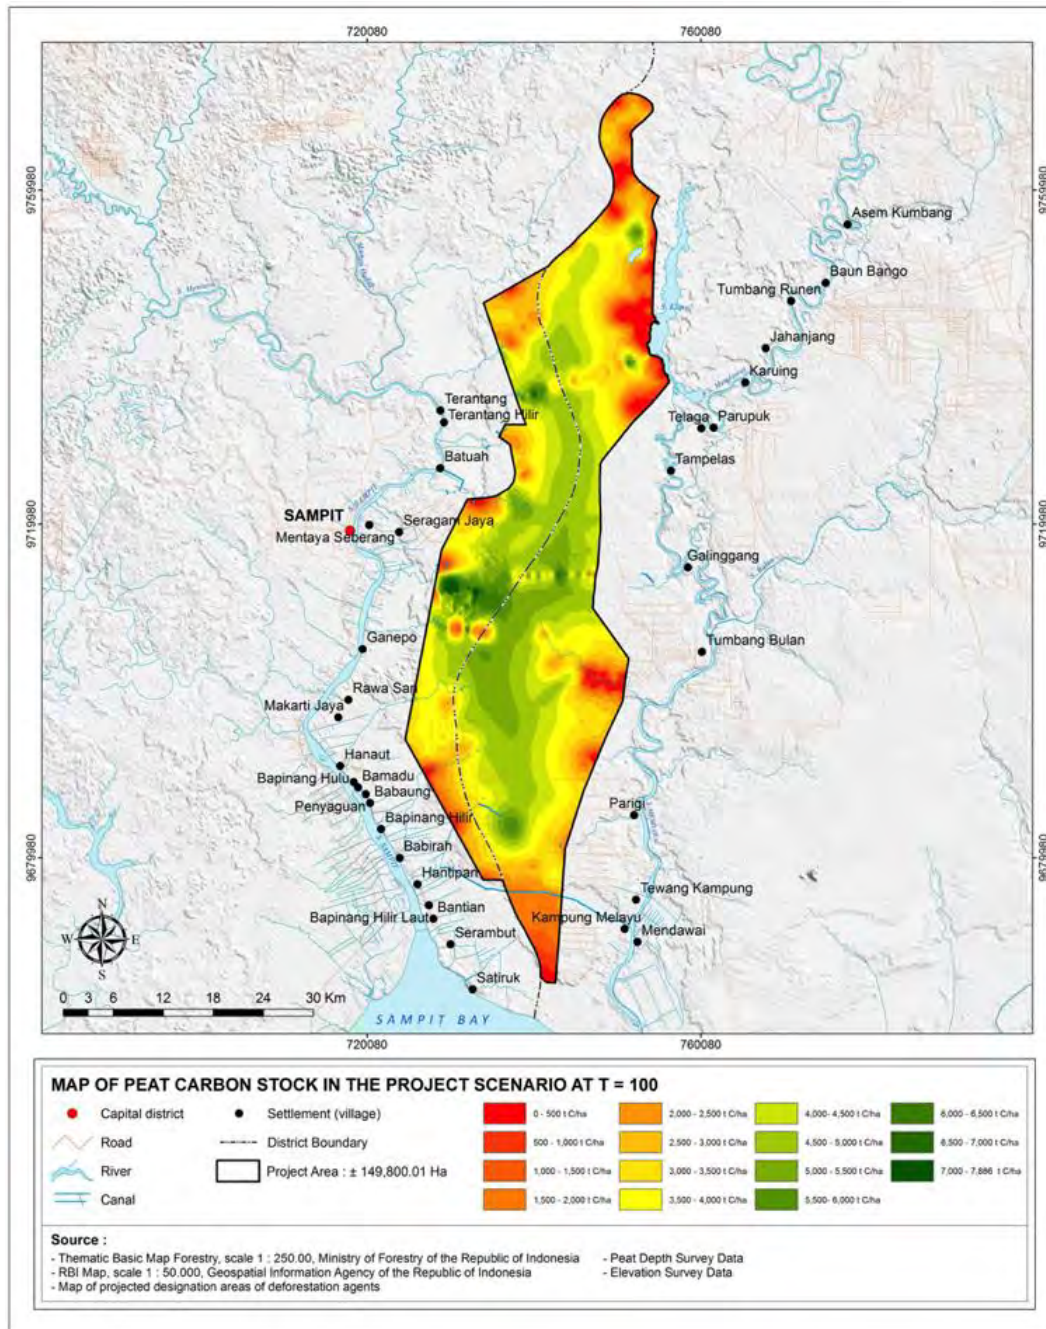 720080
760080
9759980
9759980
Asem Kumbang
Baun Bango
Tumbang Runen
Jahanjang
Karuing
Terantang
Terantang Hilir
Telaga
Parupuk
Batuah
Tampelas
SAMPIT
Seragam Jaya
Mentaya Seberang
9719980
9719980
Galinggang
Ganepo
Tumbang Bulan
Rawa Sari
Makarti Jaya
Hanaut
Bapinang Hulu
Bamadu
Babaung
Penyaguan
Parigi
Bapinang Hilir
S. SAMPIT
Babirah
9679980
9679980
Hantipan
Tewang Kampung
Bantian
Bapinang Hilir Laut
Kampung Melayu
Mendawai
Serambut
N
W
E
S
Satiruk
0 3 6 12 18 24 30 Km
SAMPIT BAY
720080
760080
MAP OF PEAT CARBON STOCK IN THE PROJECT SCENARIO AT T = 100
Capital district
Settlement (village)
Road
District Boundary
River
Project Area : ± 149,800.01 Ha
Canal
0 - 500 t C/ha
500 - 1,000 t C/ha
1,000 - 1,500 t C/ha
1,500 - 2,000 t C/ha
2,000 - 2,500 t C/ha
2,500 - 3,000 t C/ha
3,000 - 3,500 t C/ha
3,500 - 4,000 t C/ha
4,000 - 4,500 t C/ha
4,500 - 5,000 t C/ha
5,000 - 5,500 t C/ha
5,500- 6,000 t C/ha
6,000 - 6,500 t C/ha
6,500 - 7,000 t C/ha
7,000 - 7,886 t C/ha
Source :
- Thematic Basic Map Forestry, scale 1 : 250.00, Ministry of Forestry of the Republic of Indonesia
- RBI Map, scale 1 : 50.000, Geospatial Information Agency of the Republic of Indonesia
- Map of projected designation areas of deforestation agents
- Peat Depth Survey Data
- Elevation Survey Data